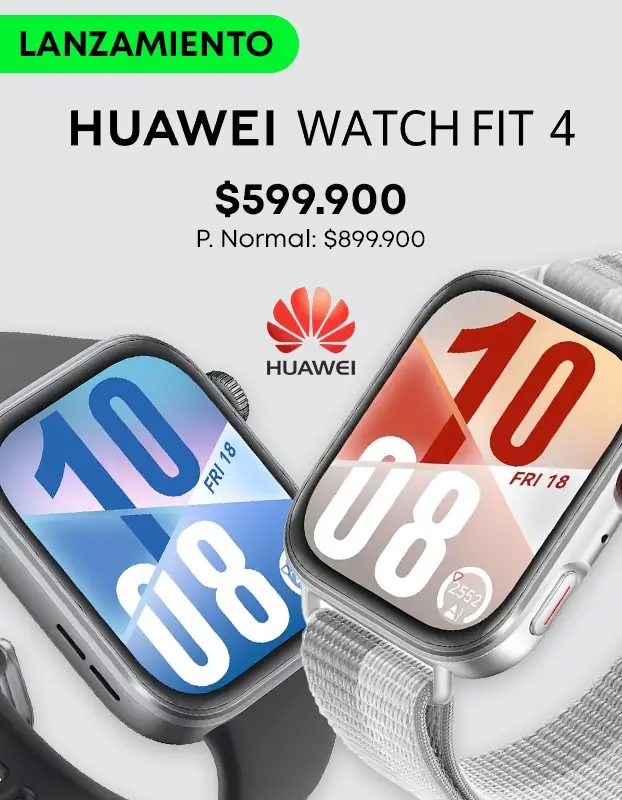 LANZAMIENTO
HUAWEI WATCH FIT 4
$599.900
P. Normal: $899.900
HUAWEI
10
FRI 18
08
10
FRI 18
08
2552